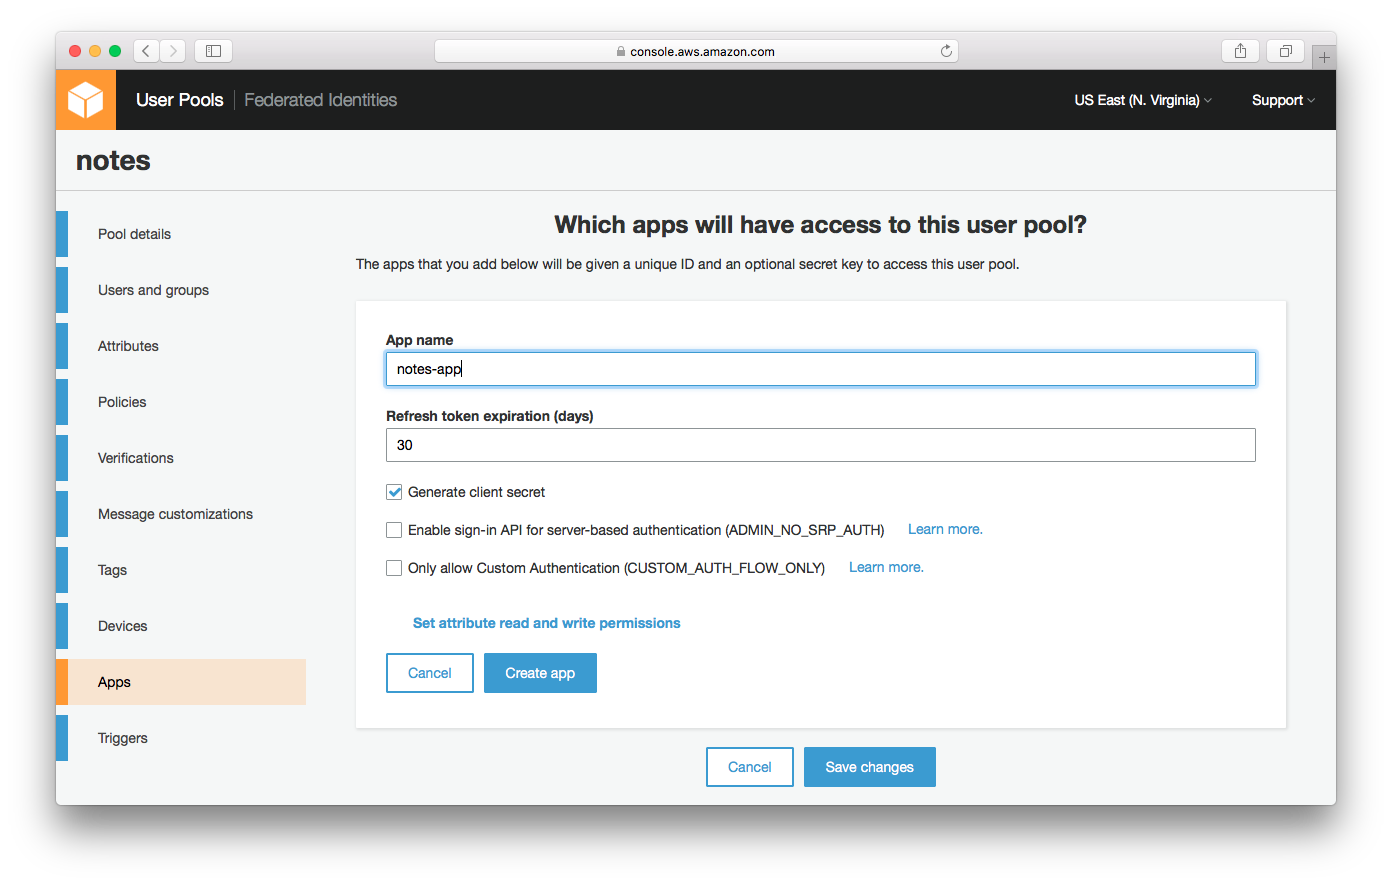 console.aws.amazon.com
User Pools
Federated Identities
US East (N. Virginia)
Support
notes
Pool details
Users and groups
Attributes
Policies
Verifications
Message customizations
Tags
Devices
Apps
Triggers
Which apps will have access to this user pool?
The apps that you add below will be given a unique ID and an optional secret key to access this user pool.
App name
notes-app
Refresh token expiration (days)
30
Generate client secret
Enable sign-in API for server-based authentication (ADMIN_NO_SRP_AUTH) Learn more.
Only allow Custom Authentication (CUSTOM_AUTH_FLOW_ONLY) Learn more.
Set attribute read and write permissions
Cancel
Create app
Cancel
Save changes